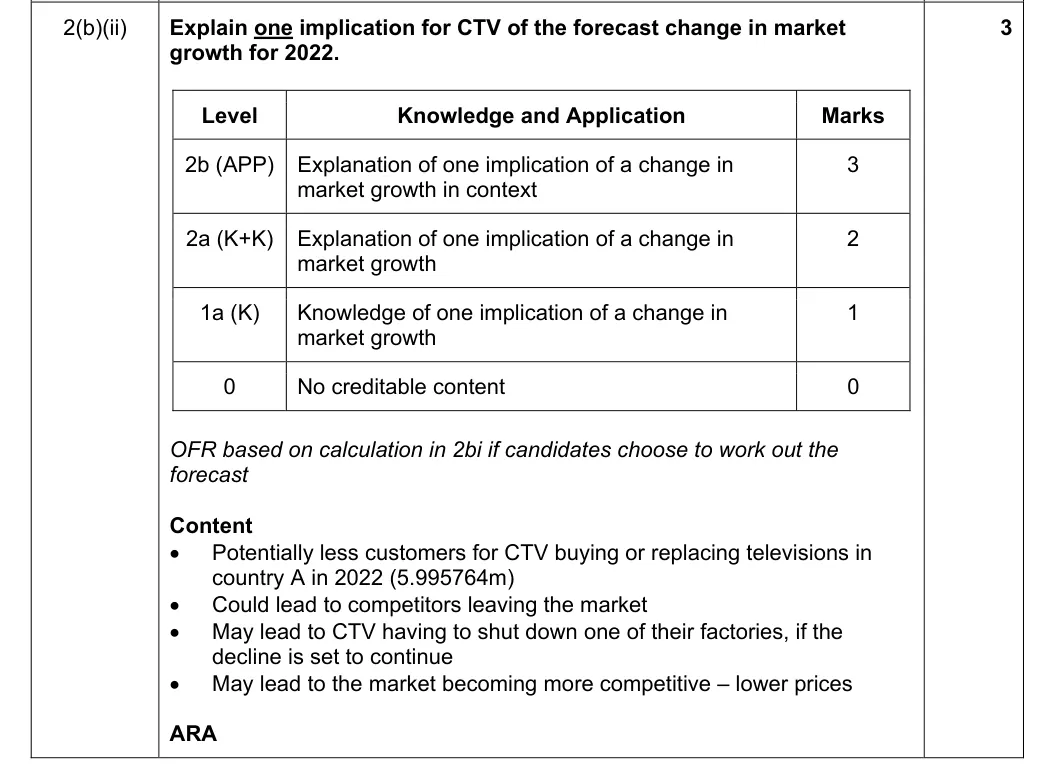 2(b)(ii)
Explain one implication for CTV of the forecast change in market
growth for 2022.
3
Level Knowledge and Application Marks
2b (APP) Explanation of one implication of a change in
market growth in context
3
2a (K+K) Explanation of one implication of a change in
market growth
2
1a (K) Knowledge of one implication of a change in
market growth
1
0 No creditable content 0
OFR based on calculation in 2bi if candidates choose to work out the
forecast
Content
• Potentially less customers for CTV buying or replacing televisions in
country A in 2022 (5.995764m)
• Could lead to competitors leaving the market
• May lead to CTV having to shut down one of their factories, if the
decline is set to continue
• May lead to the market becoming more competitive – lower prices
ARA